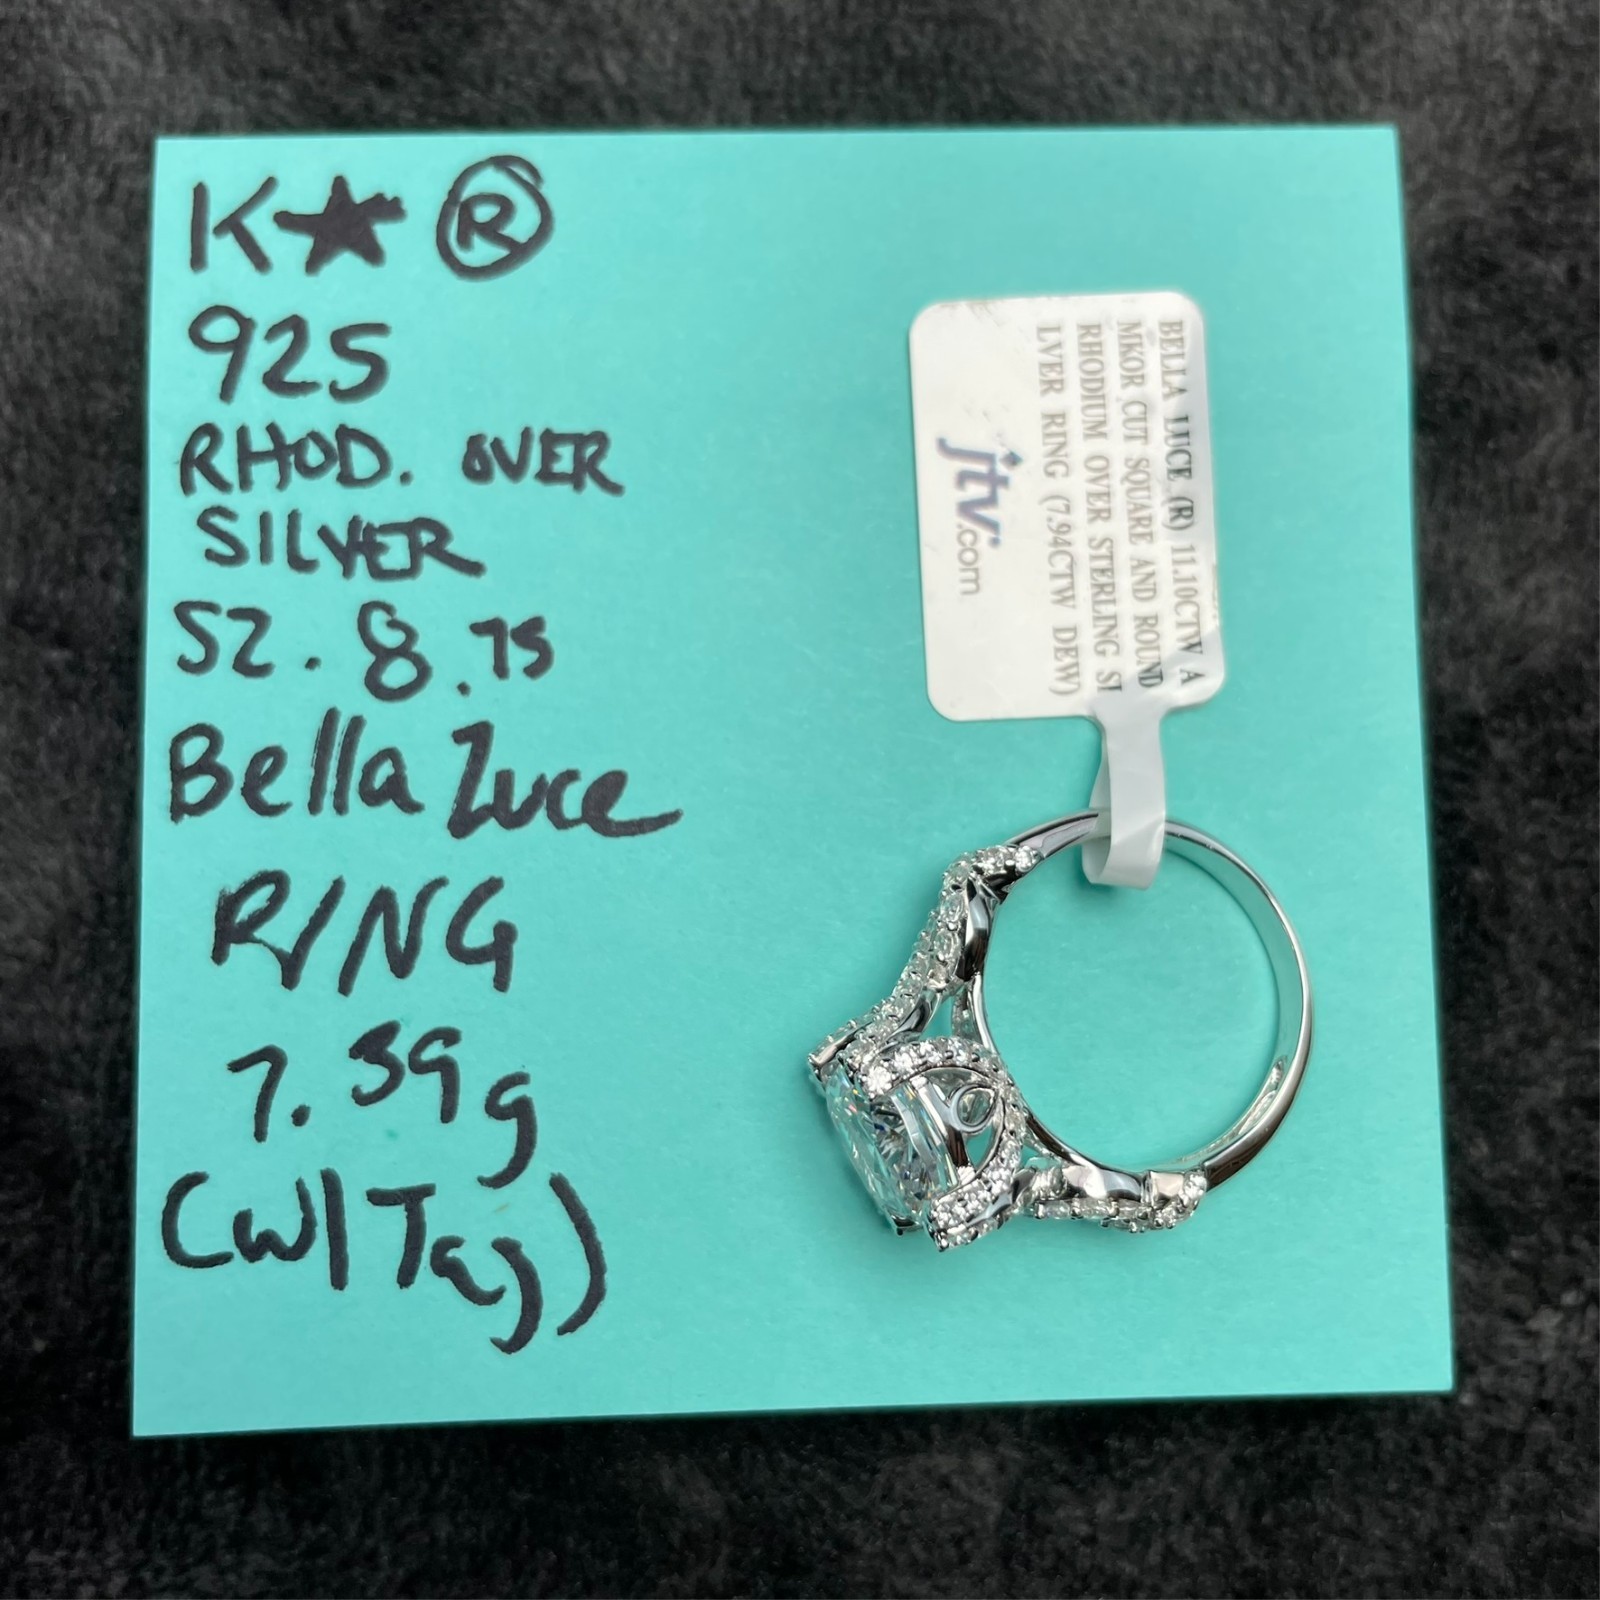 K★ ®
925
RHOD. OVER
SILVER
SZ. 8.75
Bella Luce
RING
7.39g
(w/Tag)
BELLA LUCE (R) 11.10CTW A
MKOR CUT SQUARE AND ROUND
RHODIUM OVER STERLING SI
LVER RING (7.94CTW DEW)
jtv.com